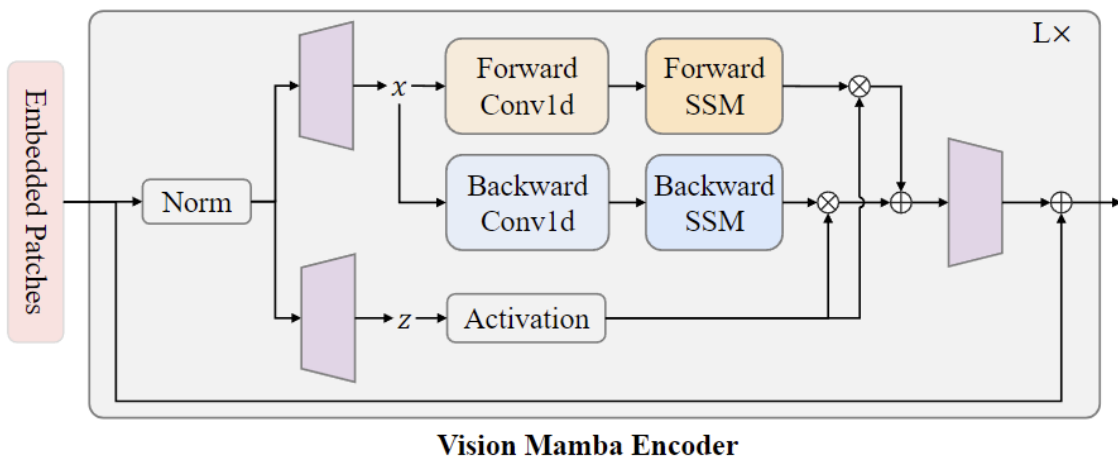 L×
Embedded Patches
Norm
x
Forward
Conv1d
Forward
SSM
Backward
Conv1d
Backward
SSM
z
Activation
Vision Mamba Encoder